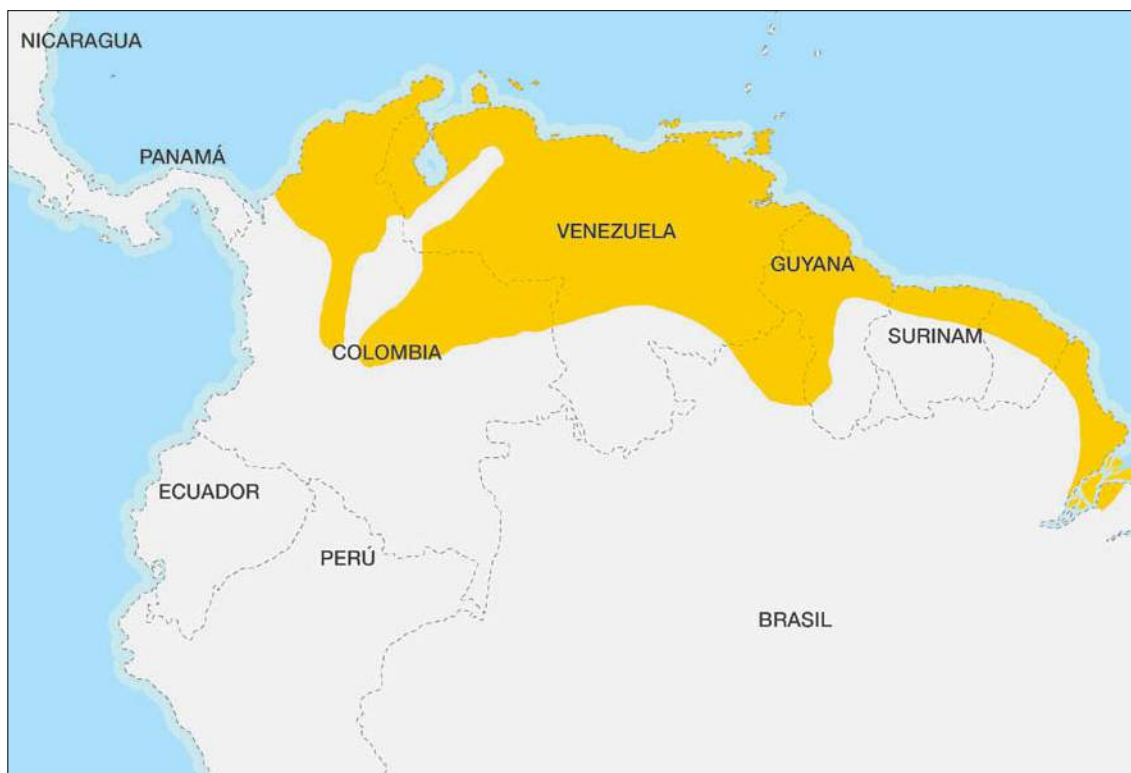 NICARAGUA
PANAMÁ
VENEZUELA
GUYANA
SURINAM
COLOMBIA
ECUADOR
PERÚ
BRASIL